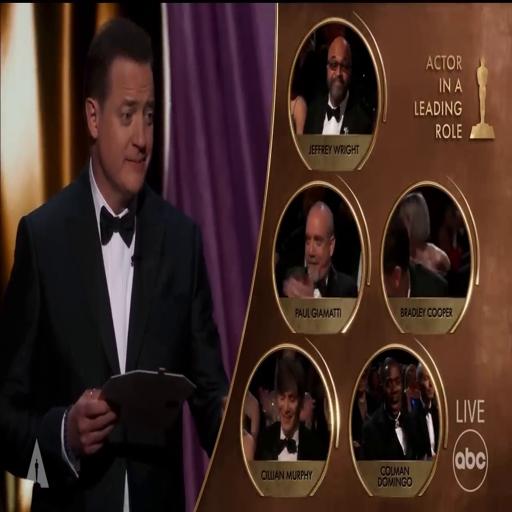 ACTOR
IN A
LEADING
ROLE
JEFFREY WRIGHT
PAUL GIAMATTI
BRADLEY COOPER
CILLIAN MURPHY
COLMAN
DOMINGO
LIVE
abc